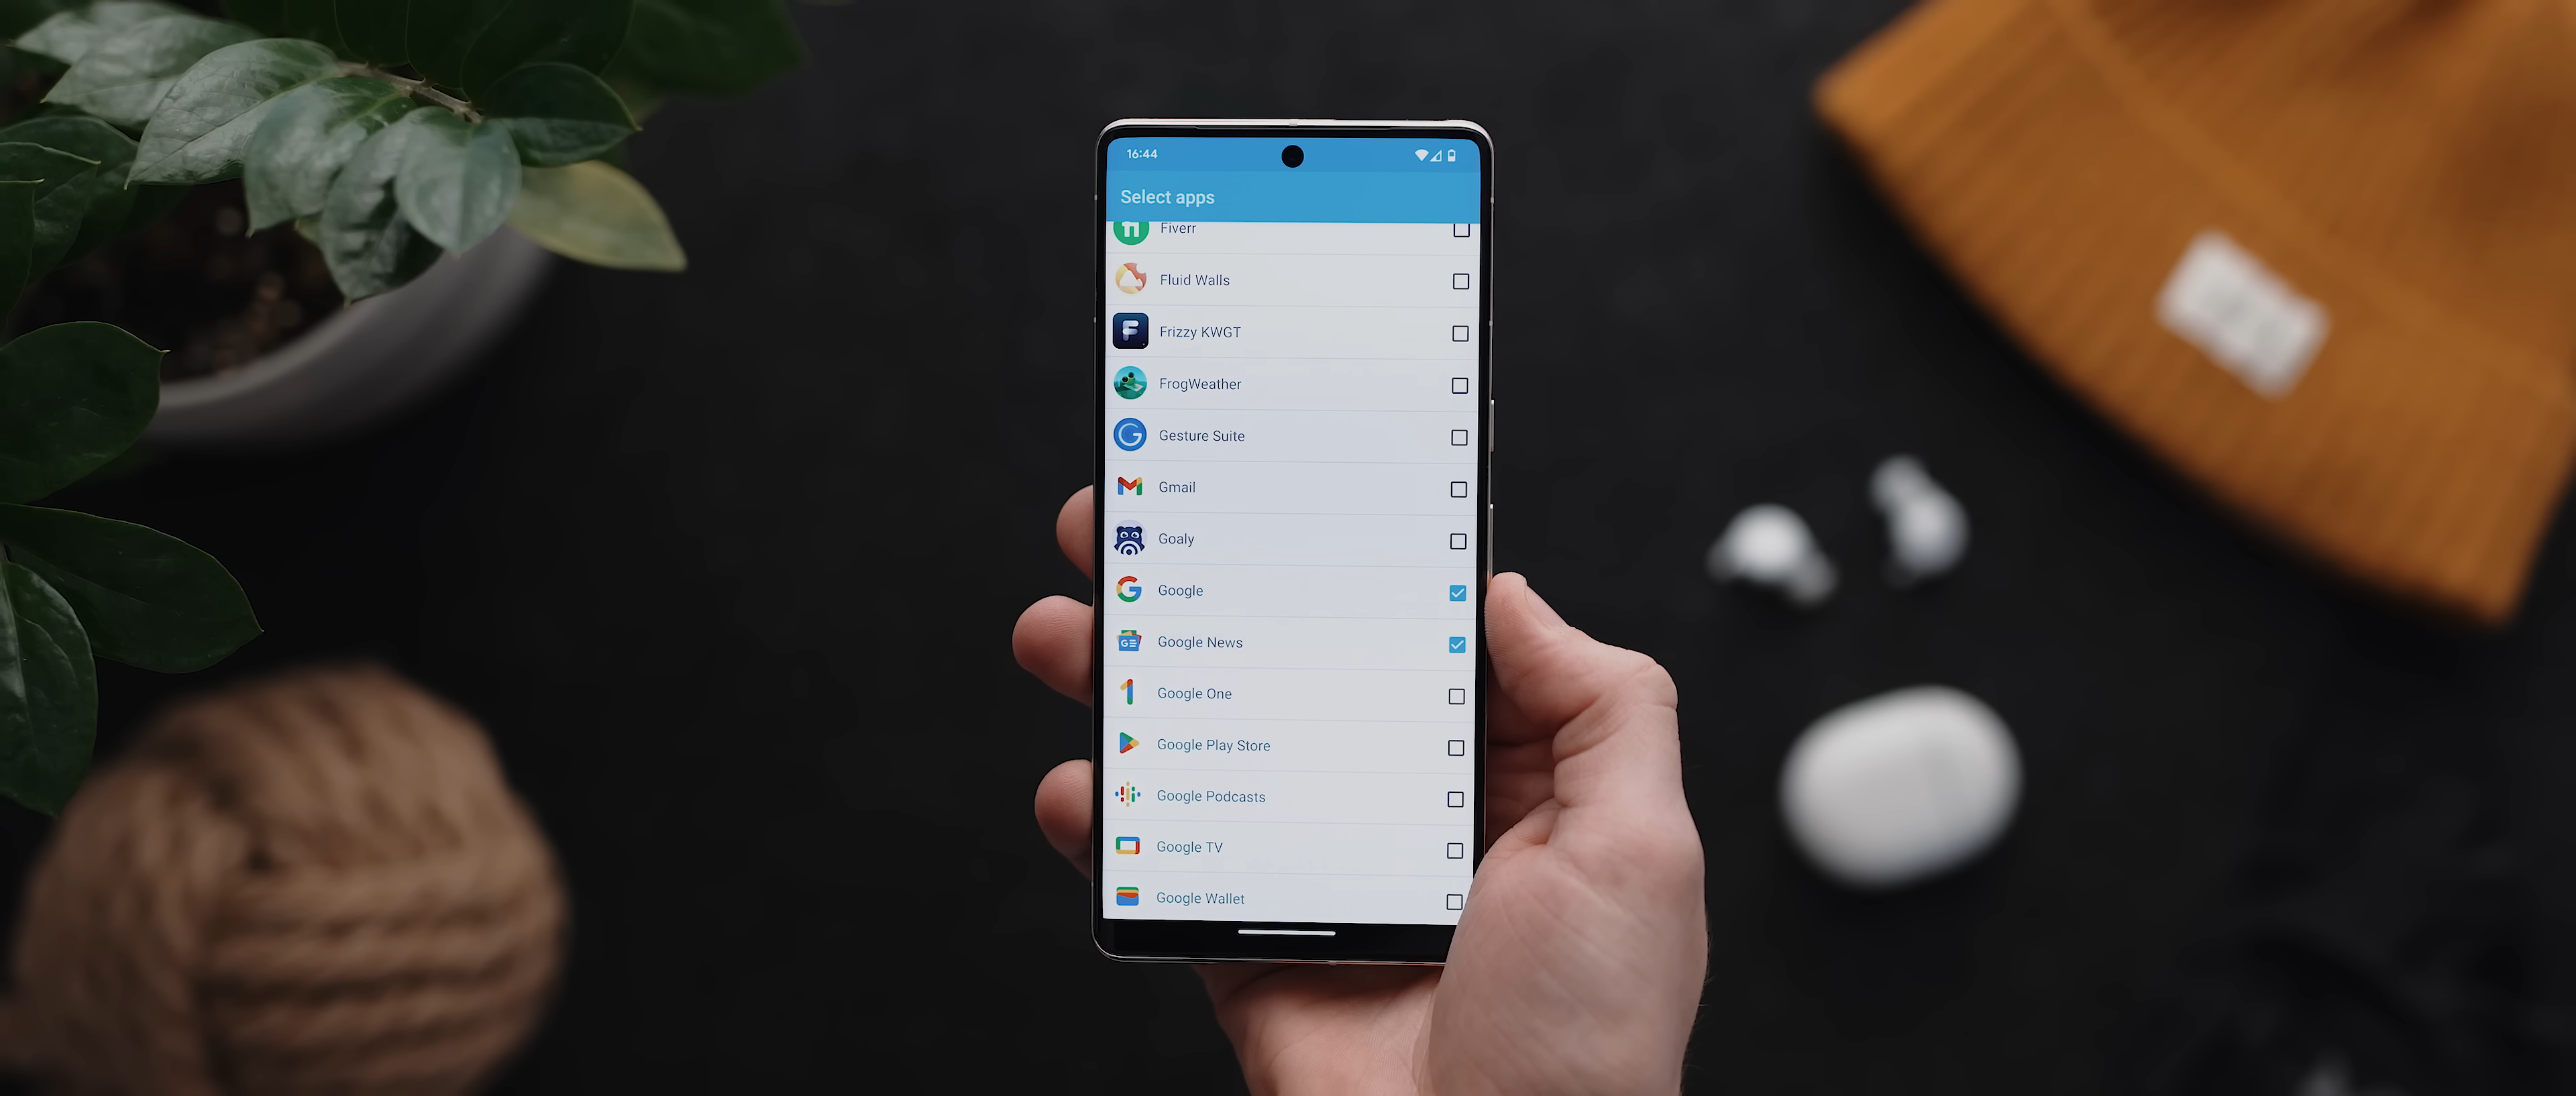 16:44
Select apps
Fiverr
Fluid Walls
Frizzy KWGT
FrogWeather
Gesture Suite
Gmail
Goaly
Google
Google News
Google One
Google Play Store
Google Podcasts
Google TV
Google Wallet